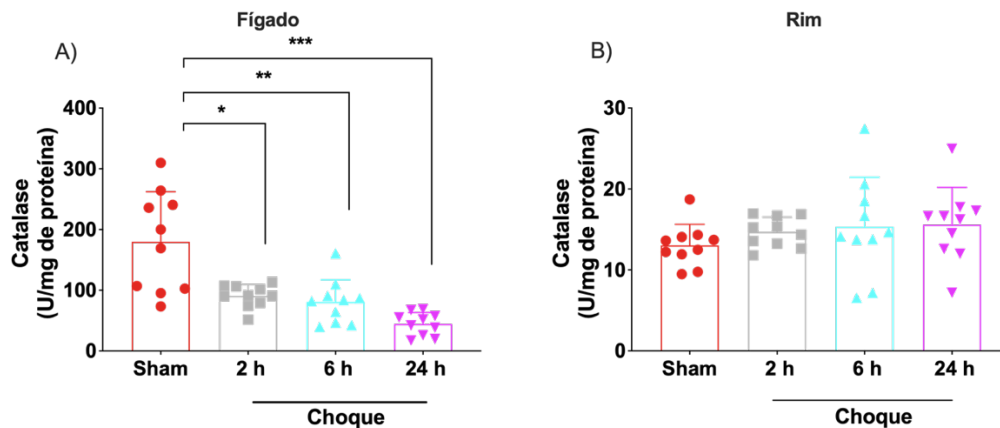 Fígado
A)
***
**
*
Catalase
(U/mg de proteína)
400
300
200
100
0
Sham
2 h
6 h
24 h
Choque
Rim
B)
Catalase
(U/mg de proteína)
30
20
10
0
Sham
2 h
6 h
24 h
Choque